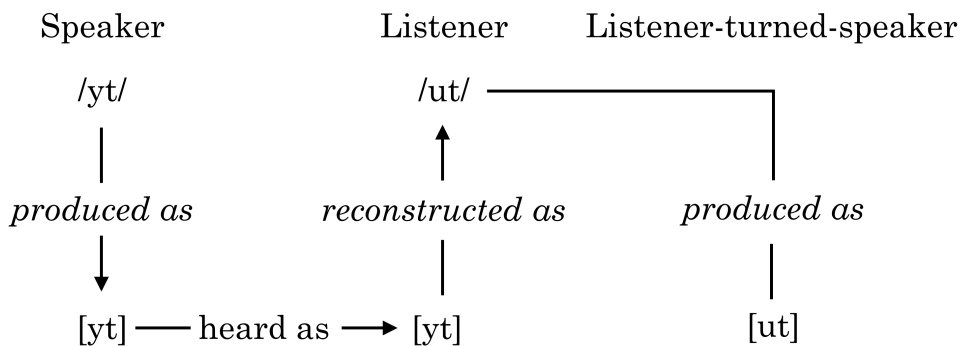 Speaker Listener Listener-turned-speaker
/yt/ /ut/
produced as reconstructed as produced as
[yt] heard as [yt] [ut]